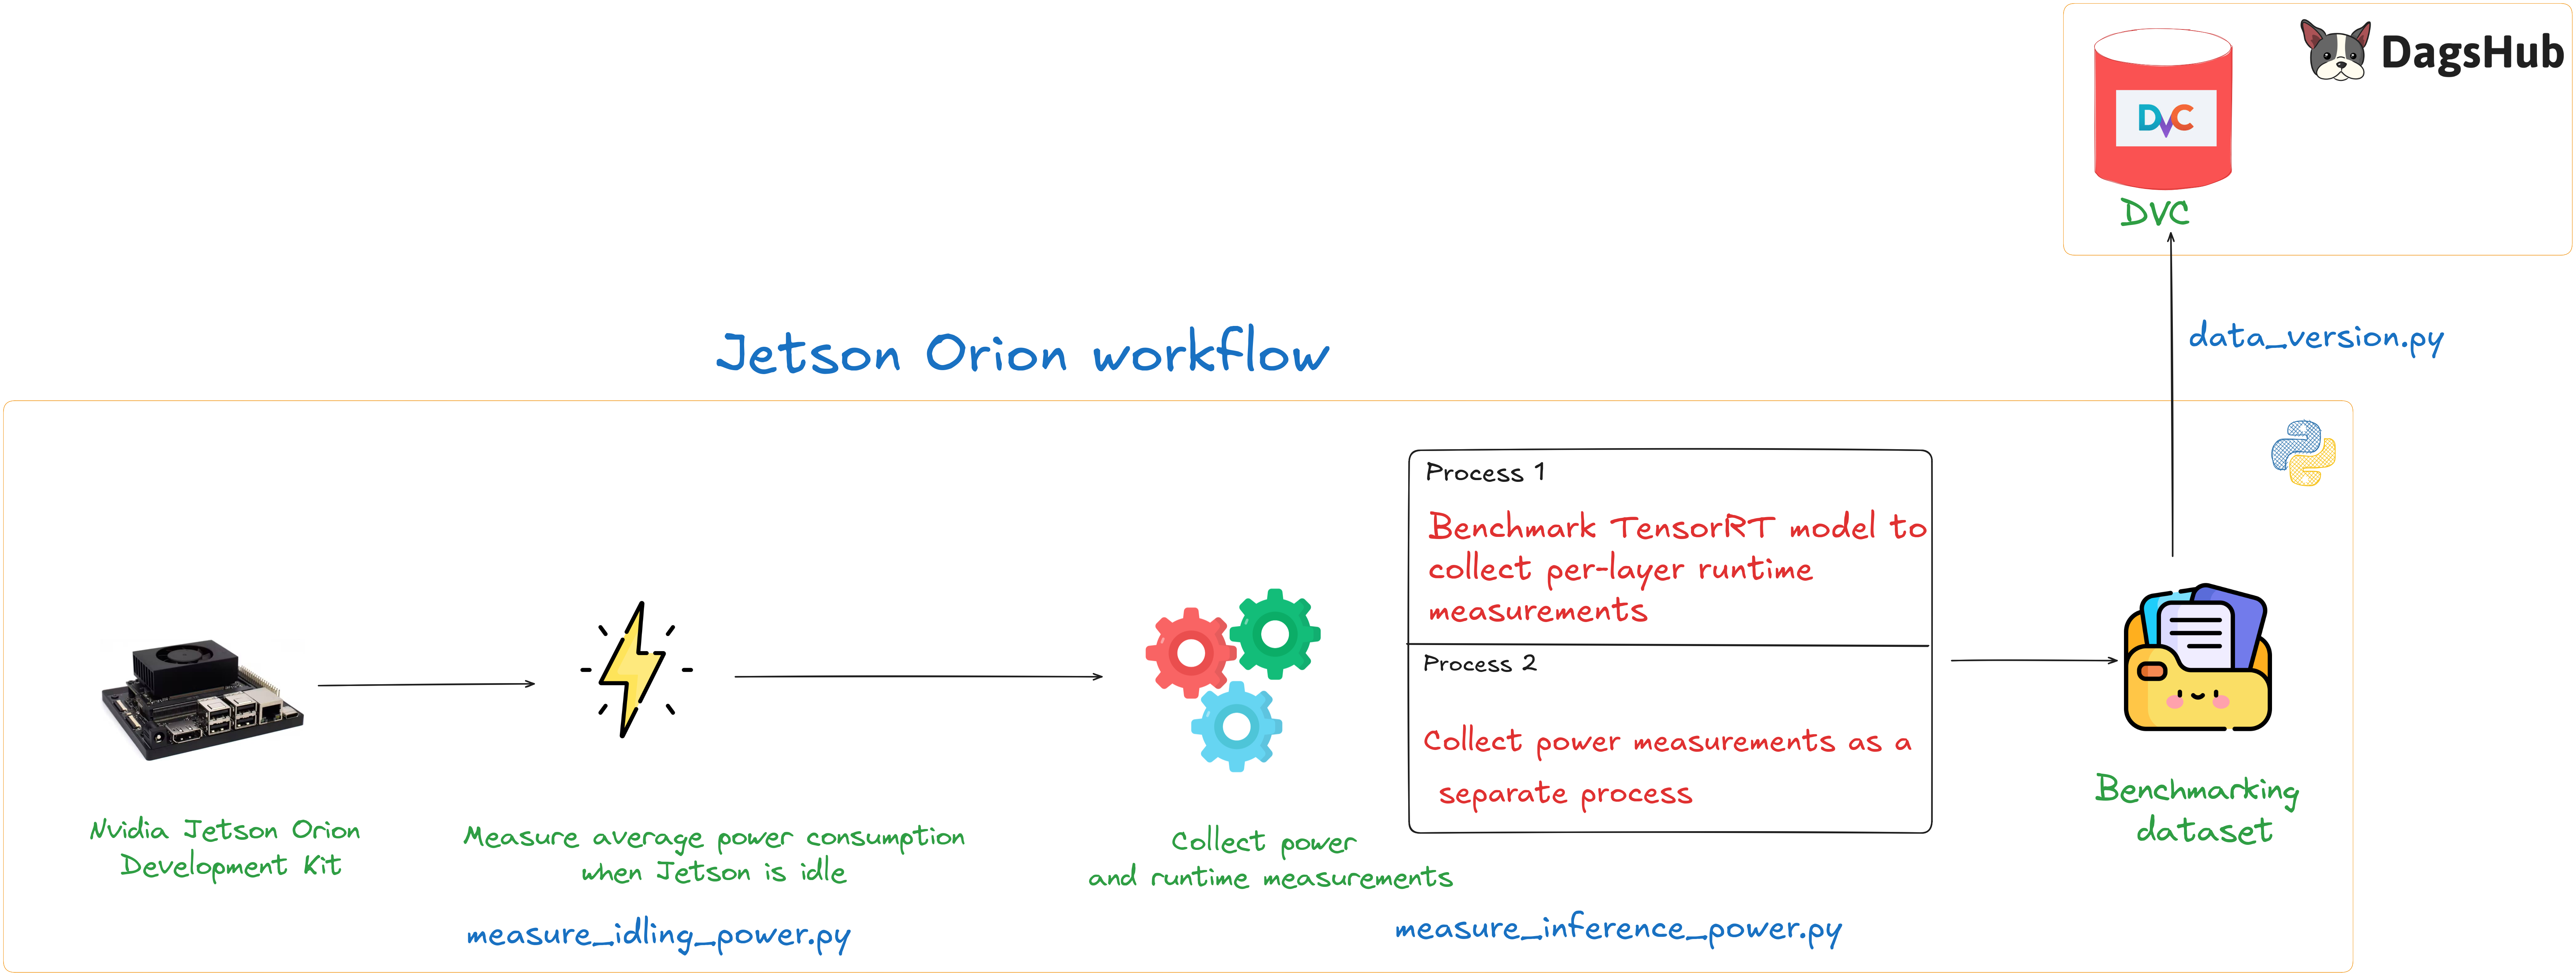 DagsHub
DVC
DVC
data_version.py
Jetson Orion workflow
Process 1
Benchmark TensorRT model to
collect per-layer runtime
measurements
Process 2
Collect power measurements as a
separate process
Nvidia Jetson Orion
Development Kit
Measure average power consumption
when Jetson is idle
Collect power
and runtime measurements
Benchmarking
dataset
measure_idling_power.py
measure_inference_power.py